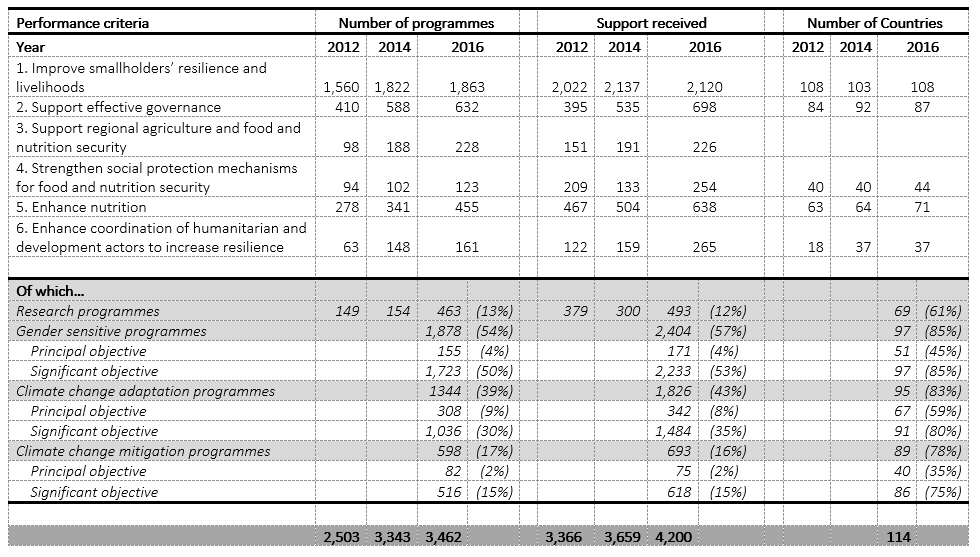 Performance criteria Number of programmes Support received Number of Countries
Year 2012 2014 2016 2012 2014 2016 2012 2014 2016
1. Improve smallholders’ resilience and
livelihoods 1,560 1,822 1,863 2,022 2,137 2,120 108 103 108
2. Support effective governance 410 588 632 395 535 698 84 92 87
3. Support regional agriculture and food and
nutrition security 98 188 228 151 191 226
4. Strengthen social protection mechanisms
for food and nutrition security 94 102 123 209 133 254 40 40 44
5. Enhance nutrition 278 341 455 467 504 638 63 64 71
6. Enhance coordination of humanitarian and
development actors to increase resilience 63 148 161 122 159 265 18 37 37
Of which...
Research programmes 149 154 463 (13%) 379 300 493 (12%) 69 (61%)
Gender sensitive programmes 1,878 (54%) 2,404 (57%) 97 (85%)
Principal objective 155 (4%) 171 (4%) 51 (45%)
Significant objective 1,723 (50%) 2,233 (53%) 97 (85%)
Climate change adaptation programmes 1344 (39%) 1,826 (43%) 95 (83%)
Principal objective 308 (9%) 342 (8%) 67 (59%)
Significant objective 1,036 (30%) 1,484 (35%) 91 (80%)
Climate change mitigation programmes 598 (17%) 693 (16%) 89 (78%)
Principal objective 82 (2%) 75 (2%) 40 (35%)
Significant objective 516 (15%) 618 (15%) 86 (75%)
2,503 3,343 3,462 3,366 3,659 4,200 114